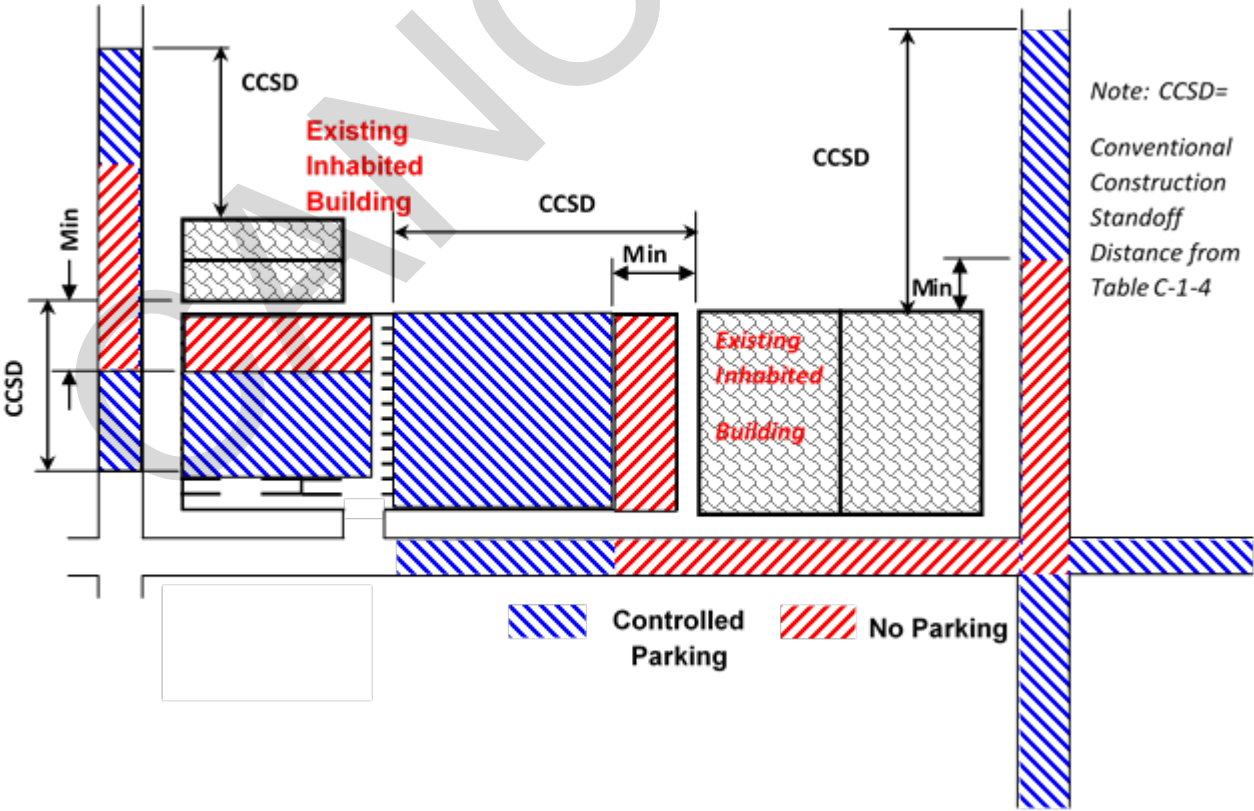 CCSD
Existing
Inhabited
Building
CCSD
CCSD
Note: CCSD=
Conventional
Construction
Standoff
Distance from
Table C-1-4
Min
Min
Min
CCSD
Existing
Inhabited
Building
Controlled
Parking
No Parking
CANC